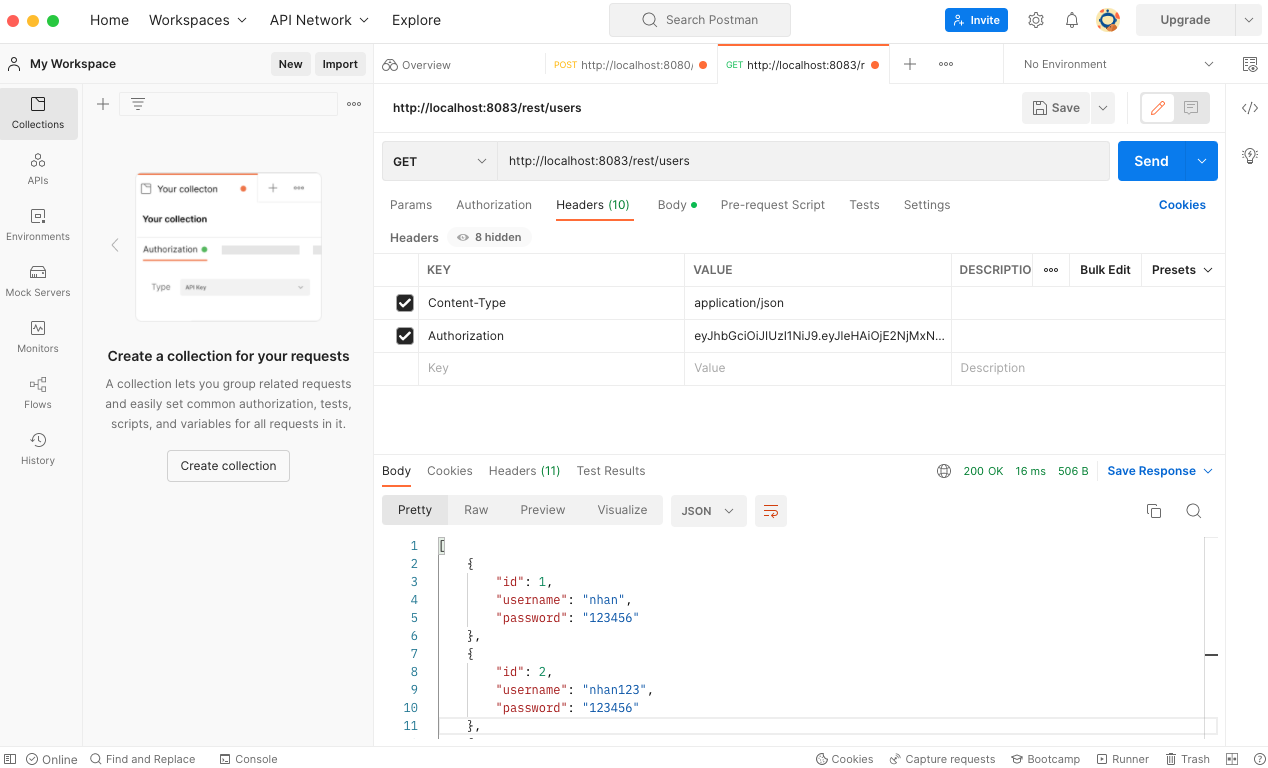 Home Workspaces API Network Explore Search Postman Invite Upgrade
My Workspace New Import Overview POST http://localhost:8080/ GET http://localhost:8083/r No Environment
Collections
APIs
Environments
Mock Servers
Monitors
Flows
History
Your collecton
Your collection
Authorization
Type API Key
Create a collection for your requests
A collection lets you group related requests
and easily set common authorization, tests,
scripts, and variables for all requests in it.
Create collection
http://localhost:8083/rest/users Save
GET http://localhost:8083/rest/users Send
Params Authorization Headers (10) Body Pre-request Script Tests Settings Cookies
Headers 8 hidden
KEY VALUE DESCRIPTIO Bulk Edit Presets
Content-Type application/json
Authorization eyJhbGciOiJIUzI1NiJ9.eyJleHAiOjE2NjMxN...
Key Value Description
Body Cookies Headers (11) Test Results 200 OK 16 ms 506 B Save Response
Pretty Raw Preview Visualize JSON
1 [
2 {
3 "id": 1,
4 "username": "nhan",
5 "password": "123456"
6 },
7 {
8 "id": 2,
9 "username": "nhan123",
10 "password": "123456"
11 },
Online Find and Replace Console Cookies Capture requests Bootcamp Runner Trash